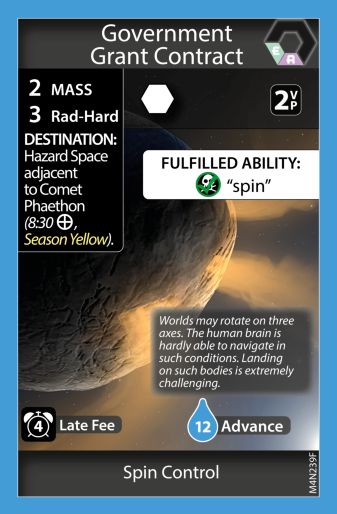 Government
Grant Contract
E A
2 MASS
3 Rad-Hard
2 VP
DESTINATION:
Hazard Space
adjacent
to Comet
Phaethon
(8:30 ⊕,
Season Yellow).
FULFILLED ABILITY:
“spin”
Worlds may rotate on three
axes. The human brain is
hardly able to navigate in
such conditions. Landing
on such bodies is extremely
challenging.
4 Late Fee
12 Advance
Spin Control
M4N239F